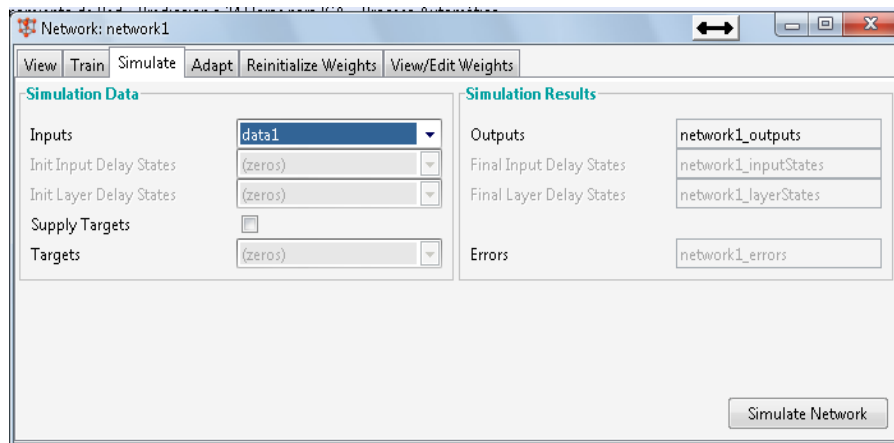 Network: network1
View Train Simulate Adapt Reinitialize Weights View/Edit Weights
Simulation Data
Inputs data1
Init Input Delay States (zeros)
Init Layer Delay States (zeros)
Supply Targets
Targets (zeros)
Simulation Results
Outputs network1_outputs
Final Input Delay States network1_inputStates
Final Layer Delay States network1_layerStates
Errors network1_errors
Simulate Network